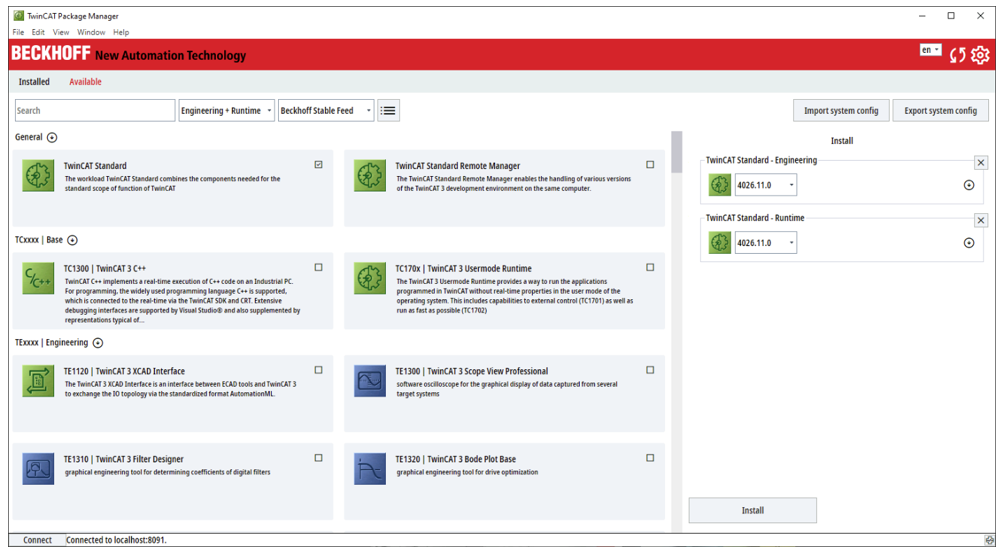 TwinCAT Package Manager
File Edit View Window Help
BECKHOFF New Automation Technology
en
Installed Available
Search
Engineering + Runtime
Beckhoff Stable Feed
Import system config
Export system config
General
TwinCAT Standard
The workload TwinCAT Standard combines the components needed for the
standard scope of function of TwinCAT
TwinCAT Standard Remote Manager
The TwinCAT Standard Remote Manager enables the handling of various versions
of the TwinCAT 3 development environment on the same computer.
TCxxxx | Base
TC1300 | TwinCAT 3 C++
C/C++
TwinCAT C++ implements a real-time execution of C++ code on an Industrial PC.
For programming, the widely used programming language C++ is supported,
which is connected to the real-time via the TwinCAT SDK and CRT. Extensive
debugging interfaces are supported by Visual Studio® and also supplemented by
representations typical of...
TC170x | TwinCAT 3 Usermode Runtime
The TwinCAT 3 Usermode Runtime provides a way to run the applications
programmed in TwinCAT without real-time properties in the user mode of the
operating system. This includes capabilities to external control (TC1701) as well as
run as fast as possible (TC1702)
TExxxx | Engineering
TE1120 | TwinCAT 3 XCAD Interface
The TwinCAT 3 XCAD Interface is an interface between ECAD tools and TwinCAT 3
to exchange the IO topology via the standardized format AutomationML.
TE1300 | TwinCAT 3 Scope View Professional
software oscilloscope for the graphical display of data captured from several
target systems
TE1310 | TwinCAT 3 Filter Designer
graphical engineering tool for determining coefficients of digital filters
TE1320 | TwinCAT 3 Bode Plot Base
graphical engineering tool for drive optimization
Install
TwinCAT Standard - Engineering
4026.11.0
TwinCAT Standard - Runtime
4026.11.0
Install
Connect Connected to localhost:8091.